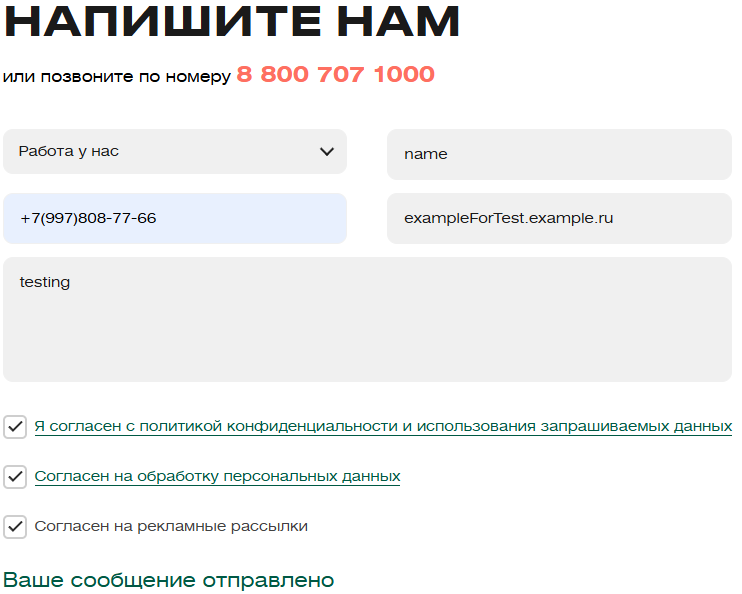 НАПИШИТЕ НАМ
или позвоните по номеру 8 800 707 1000
Работа у нас
name
+7(997)808-77-66
exampleForTest.example.ru
testing
Я согласен с политикой конфиденциальности и использования запрашиваемых данных
Согласен на обработку персональных данных
Согласен на рекламные рассылки
Ваше сообщение отправлено